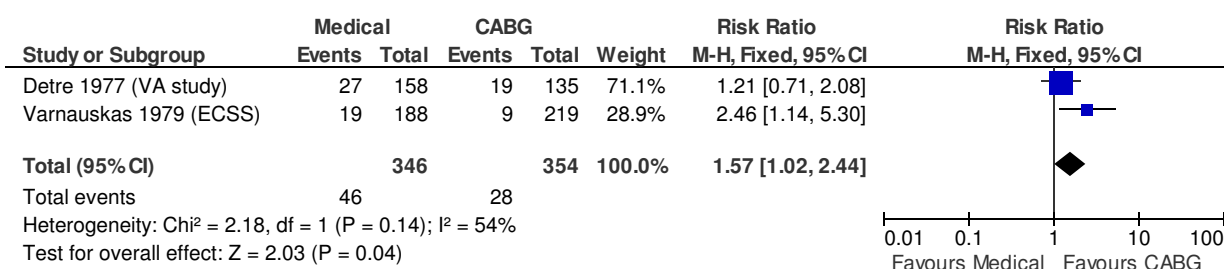 Medical CABG Risk Ratio Risk Ratio
Study or Subgroup Events Total Events Total Weight M-H, Fixed, 95% CI M-H, Fixed, 95% CI
Detre 1977 (VA study) 27 158 19 135 71.1% 1.21 [0.71, 2.08]
Varnauskas 1979 (ECSS) 19 188 9 219 28.9% 2.46 [1.14, 5.30]
Total (95% CI) 346 354 100.0% 1.57 [1.02, 2.44]
Total events 46 28
Heterogeneity: Chi² = 2.18, df = 1 (P = 0.14); I² = 54%
Test for overall effect: Z = 2.03 (P = 0.04)
0.01 0.1 1 10 100
Favours Medical Favours CABG